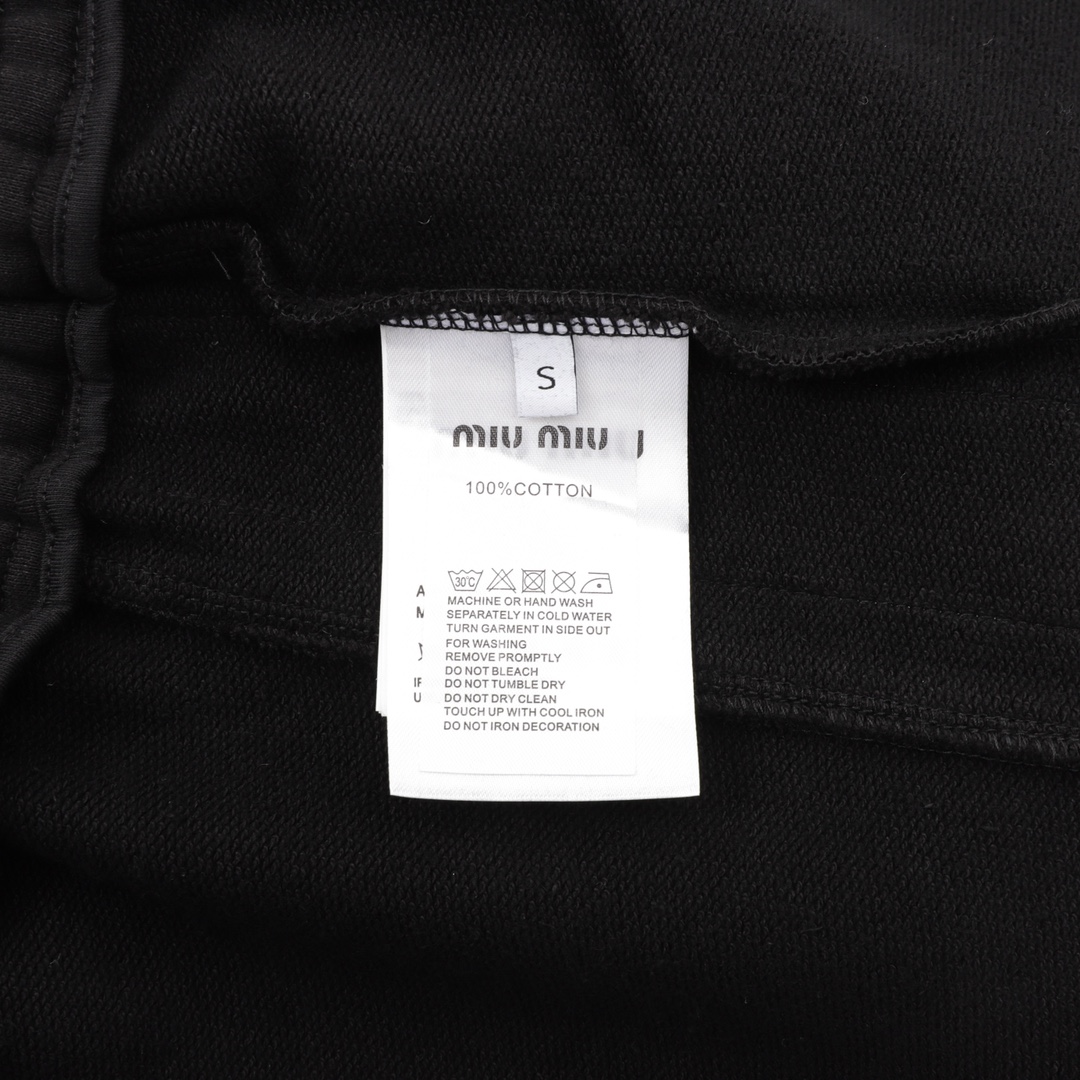 S
MIU MIU
100%COTTON
30°C
MACHINE OR HAND WASH
SEPARATELY IN COLD WATER
TURN GARMENT IN SIDE OUT
FOR WASHING
REMOVE PROMPTLY
DO NOT BLEACH
DO NOT TUMBLE DRY
DO NOT DRY CLEAN
TOUCH UP WITH COOL IRON
DO NOT IRON DECORATION